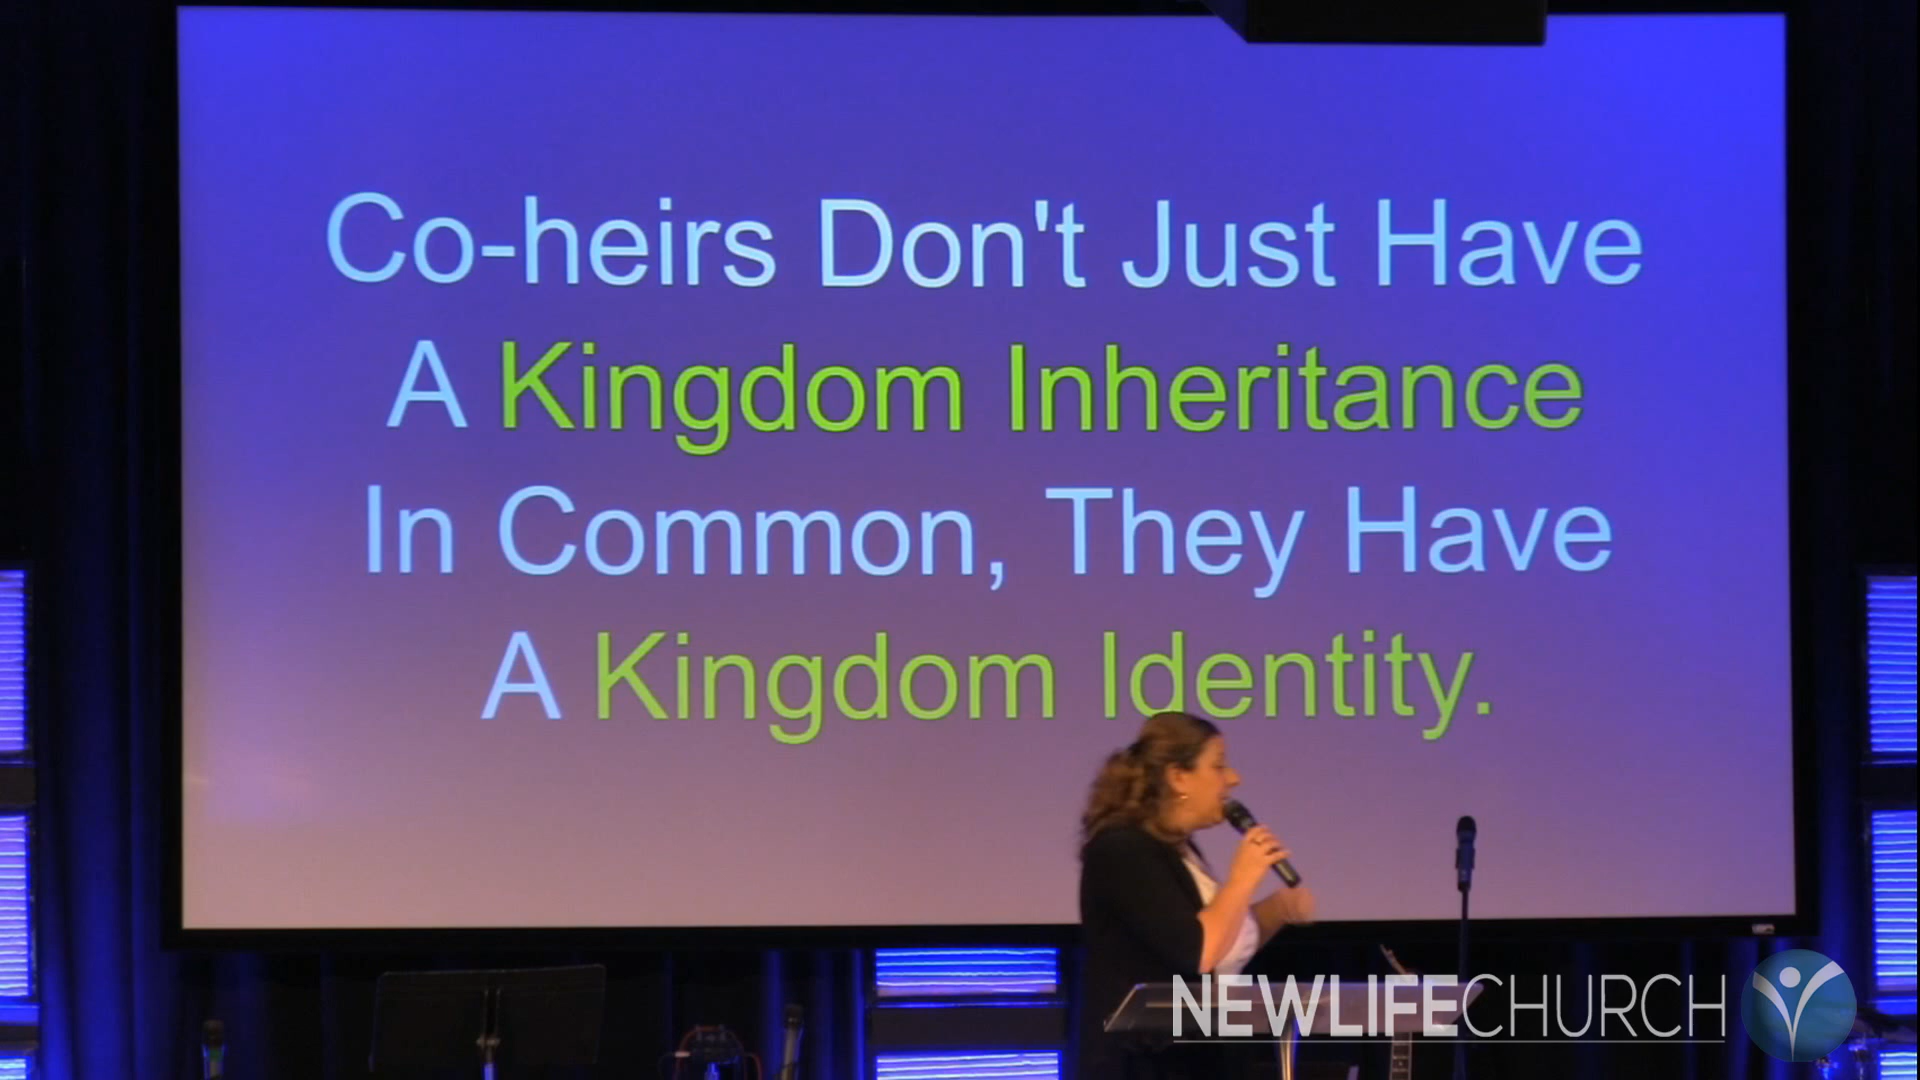 Co-heirs Don't Just Have
A Kingdom Inheritance
In Common, They Have
A Kingdom Identity.
NEWLIFECHURCH